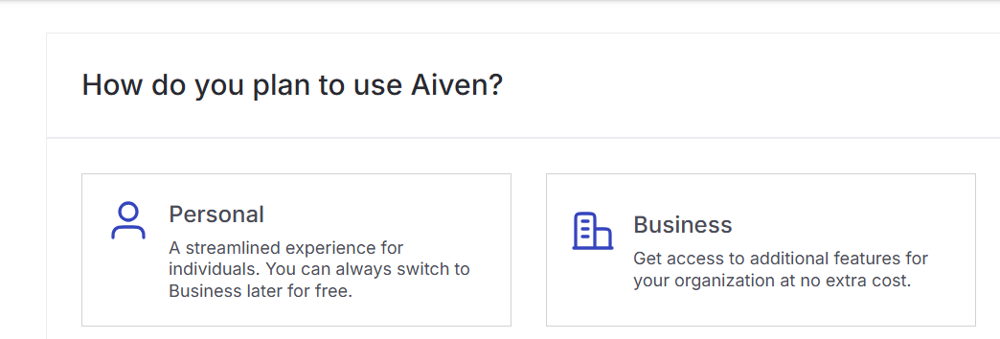 How do you plan to use Aiven?
Personal
A streamlined experience for
individuals. You can always switch to
Business later for free.
Business
Get access to additional features for
your organization at no extra cost.